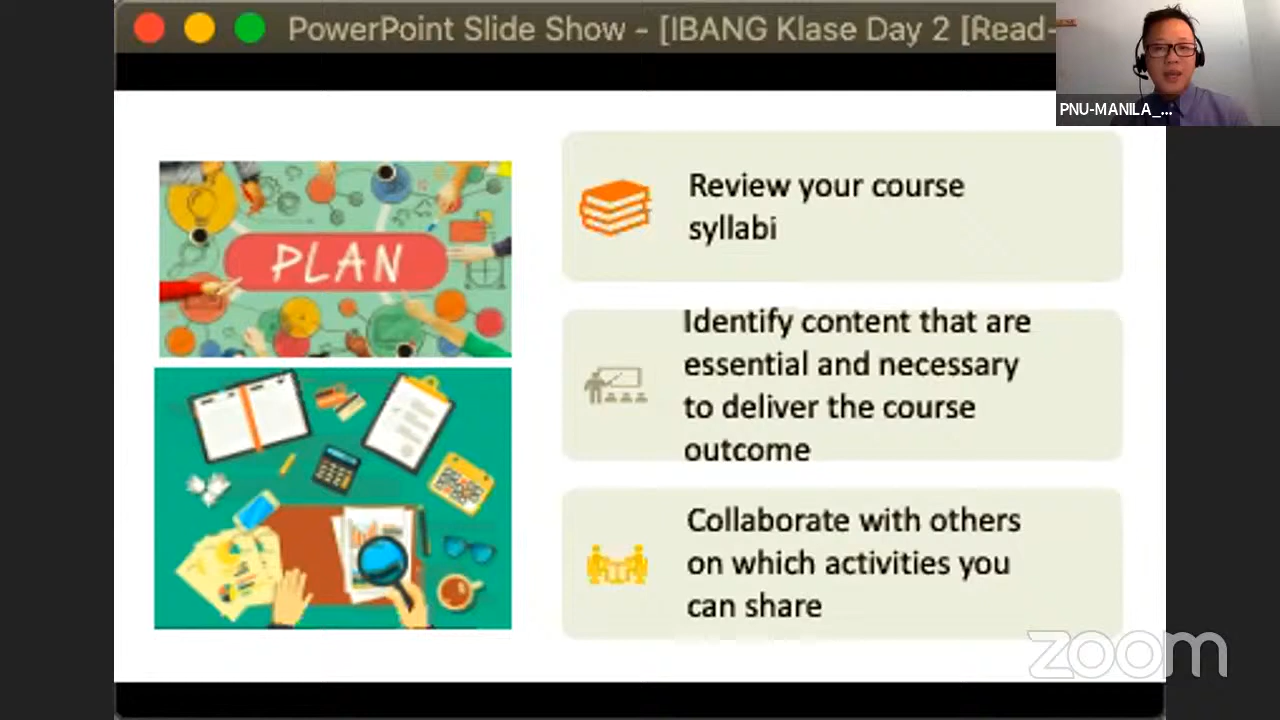 PowerPoint Slide Show - [IBANG Klase Day 2 [Read-
PNU-MANILA_...
PLAN
Review your course
syllabi
Identify content that are
essential and necessary
to deliver the course
outcome
Collaborate with others
on which activities you
can share
zoom